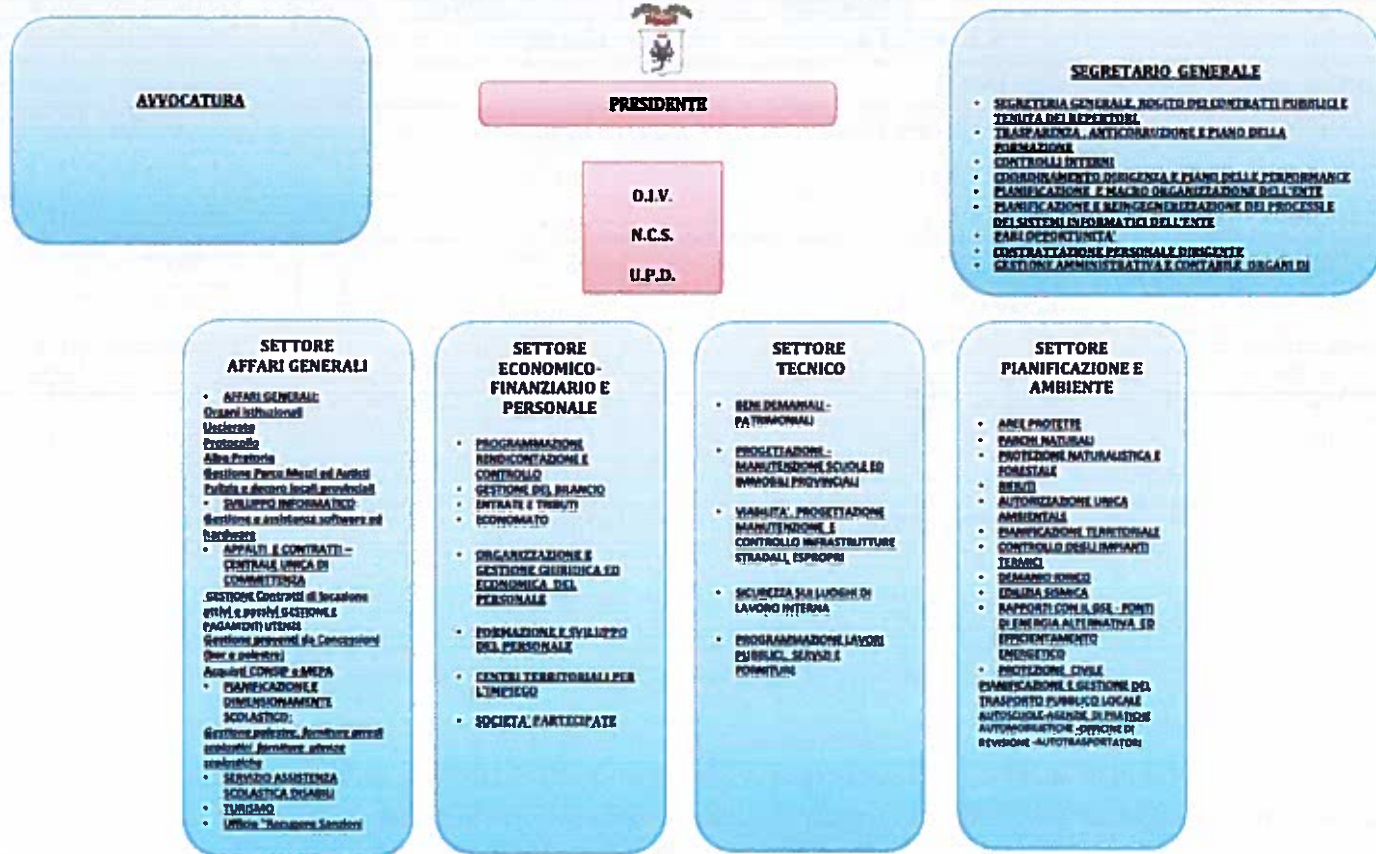 AVVOCATURA
PRESIDENTE
O.I.V.
N.C.S.
U.P.D.
SEGRETARIO GENERALE
• SEGRETERIA GENERALE, ROGITO DEI CONTRATTI PUBBLICI E
TENUTA DEI REPERTORI
• TRASPARENZA, ANTICORRUZIONE E PIANO DELLA
FORMAZIONE
• CONTROLLI INTERNI
• COORDINAMENTO DIRIGENZA E PIANO DELLE PERFORMANCE
• PIANIFICAZIONE E MACRO ORGANIZZAZIONE DELL'ENTE
• PIANIFICAZIONE E REINGEGNERIZZAZIONE DEI PROCESSI E
DEI SISTEMI INFORMATICI DELL'ENTE
• PARI OPPORTUNITA'
• CONTRATTAZIONE PERSONALE DIRIGENTE
• GESTIONE AMMINISTRATIVA E CONTABILE ORGANI DI
SETTORE
AFFARI GENERALI
• AFFARI GENERALI:
Organi istituzionali
Uscierato
Protocollo
Albo Pretorio
Gestione Parco Mezzi ed Autisti
Pulizia e decoro locali provinciali
• SVILUPPO INFORMATICO
Gestione e assistenza software ed
hardware
• APPALTI E CONTRATTI –
CENTRALE UNICA DI
COMMITTENZA
GESTIONE Contratti di locazione
attivi e passivi GESTIONE E
PAGAMENTI UTENZE
Gestione proventi da Concessioni
(bar e palestre)
Acquisti CONSIP e MEPA
• PIANIFICAZIONE E
DIMENSIONAMENTE
SCOLASTICO:
Gestione palestre, forniture arredi
scolastici, forniture utenze
scolastiche
• SERVIZIO ASSISTENZA
SCOLASTICA DISABILI
• TURISMO
• Ufficio "Recupero Sanzioni
SETTORE
ECONOMICO-
FINANZIARIO E
PERSONALE
• PROGRAMMAZIONE
RENDICONTAZIONE E
CONTROLLO
• GESTIONE DEL BILANCIO
• ENTRATE E TRIBUTI
• ECONOMATO
• ORGANIZZAZIONE E
GESTIONE GIURIDICA ED
ECONOMICA DEL
PERSONALE
• FORMAZIONE E SVILUPPO
DEL PERSONALE
• CENTRI TERRITORIALI PER
L'IMPIEGO
• SOCIETA' PARTECIPATE
SETTORE
TECNICO
• BENI DEMANIALI -
PATRIMONIALI
• PROGETTAZIONE -
MANUTENZIONE SCUOLE ED
IMMOBILI PROVINCIALI
• VIABILITA', PROGETTAZIONE
MANUTENZIONE E
CONTROLLO INFRASTRUTTURE
STRADALI, ESPROPRI
• SICUREZZA SUI LUOGHI DI
LAVORO INTERNA
• PROGRAMMAZIONE LAVORI
PUBBLICI, SERVIZI E
FORNITURE
SETTORE
PIANIFICAZIONE E
AMBIENTE
• AREE PROTETTE
• PARCHI NATURALI
• PROTEZIONE NATURALISTICA E
FORESTALE
• RIFIUTI
• AUTORIZZAZIONE UNICA
AMBIENTALE
• PIANIFICAZIONE TERRITORIALE
• CONTROLLO DEGLI IMPIANTI
TERMICI
• DEMANIO IDRICO
• EDILIZIA SISMICA
• RAPPORTI CON IL GSE - FONTI
DI ENERGIA ALTERNATIVA ED
EFFICIENTAMENTO
ENERGETICO
• PROTEZIONE CIVILE
PIANIFICAZIONE E GESTIONE DEL
TRASPORTO PUBBLICO LOCALE
AUTOSCUOLE-AGENZIE DI PRATICHE
AUTOMOBILISTICHE -OFFICINE DI
REVISIONE -AUTOTRASPORTATORI